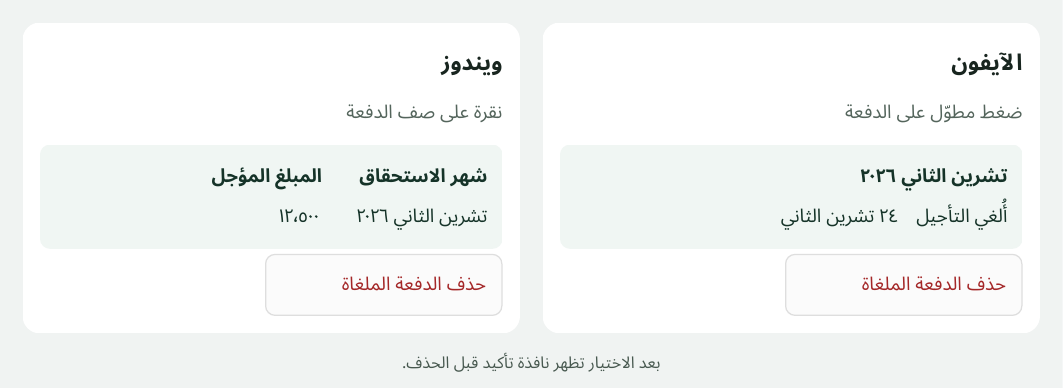 الآيفون
ضغط مطوّل على الدفعة
تشرين الثاني ٢٠٢٦
أُلغي التأجيل ٢٤ تشرين الثاني
حذف الدفعة الملغاة
ويندوز
نقرة على صف الدفعة
شهر الاستحقاق المبلغ المؤجل
تشرين الثاني ٢٠٢٦ ١٢،٥٠٠
حذف الدفعة الملغاة
بعد الاختيار تظهر نافذة تأكيد قبل الحذف.